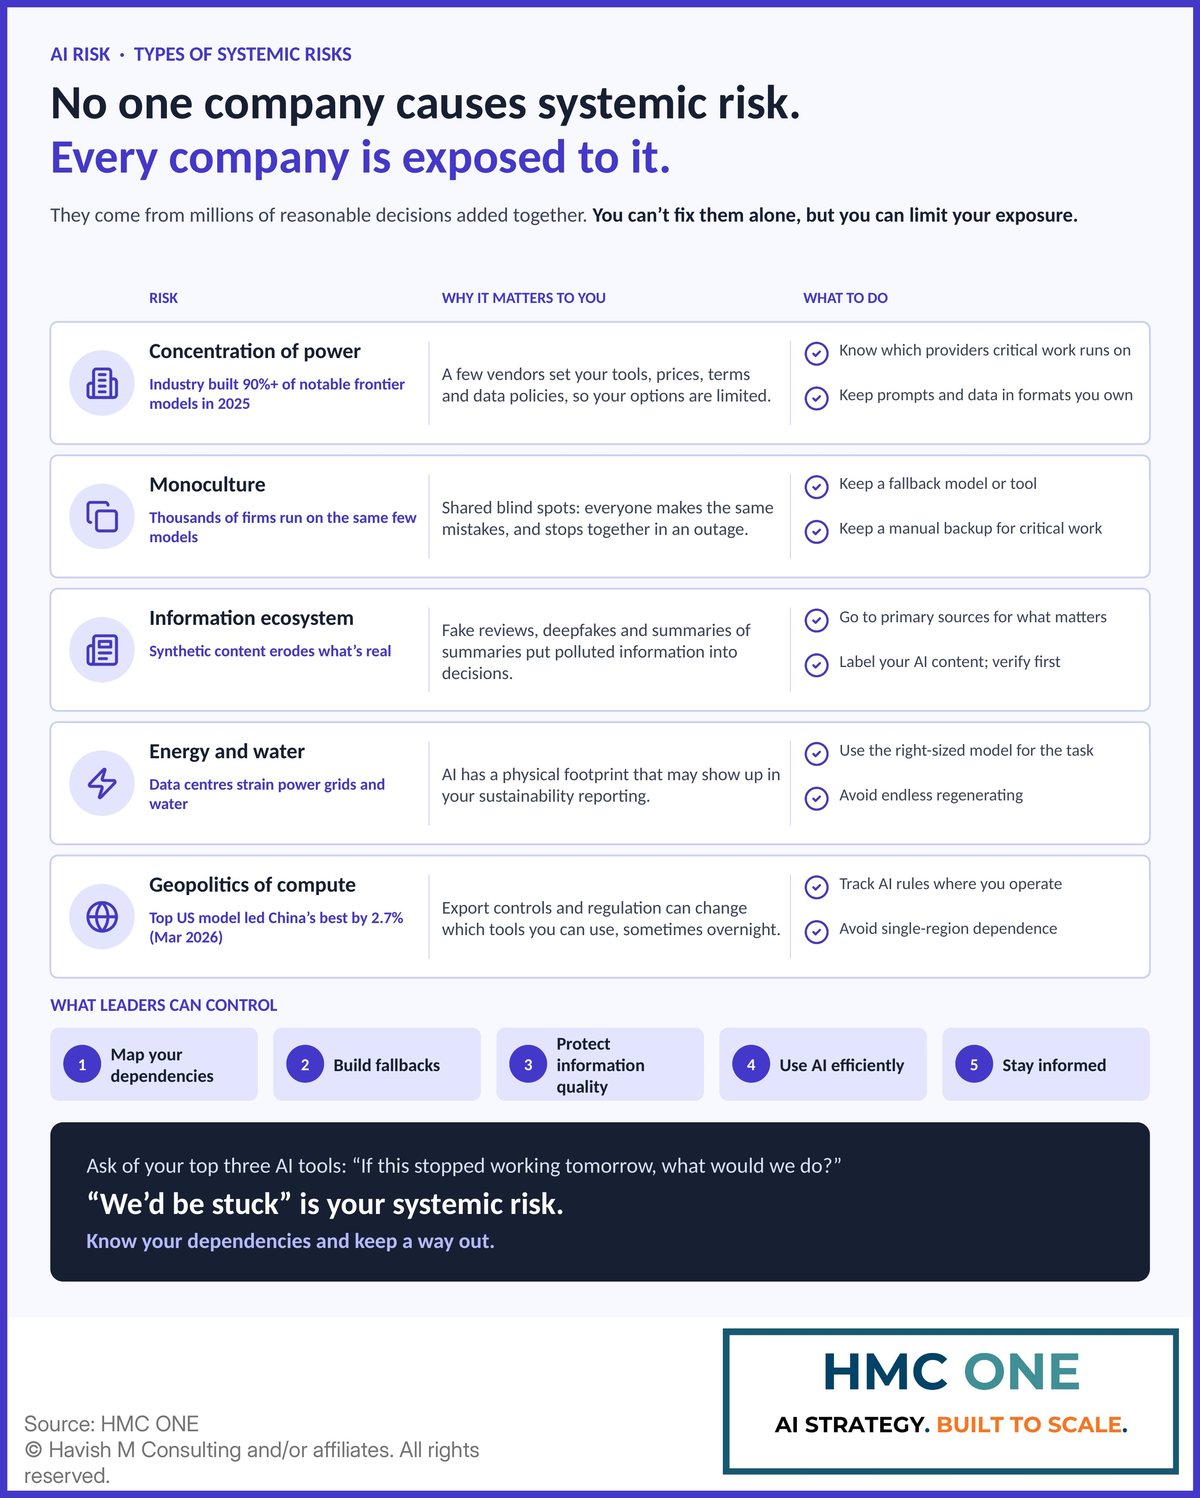 AI RISK · TYPES OF SYSTEMIC RISKS
No one company causes systemic risk.
Every company is exposed to it.
They come from millions of reasonable decisions added together. You can’t fix them alone, but you can limit your exposure.
RISK
WHY IT MATTERS TO YOU
WHAT TO DO
Concentration of power
Industry built 90%+ of notable frontier
models in 2025
A few vendors set your tools, prices, terms
and data policies, so your options are limited.
Know which providers critical work runs on
Keep prompts and data in formats you own
Monoculture
Thousands of firms run on the same few
models
Shared blind spots: everyone makes the same
mistakes, and stops together in an outage.
Keep a fallback model or tool
Keep a manual backup for critical work
Information ecosystem
Synthetic content erodes what’s real
Fake reviews, deepfakes and summaries of
summaries put polluted information into
decisions.
Go to primary sources for what matters
Label your AI content; verify first
Energy and water
Data centres strain power grids and
water
AI has a physical footprint that may show up in
your sustainability reporting.
Use the right-sized model for the task
Avoid endless regenerating
Geopolitics of compute
Top US model led China’s best by 2.7%
(Mar 2026)
Export controls and regulation can change
which tools you can use, sometimes overnight.
Track AI rules where you operate
Avoid single-region dependence
WHAT LEADERS CAN CONTROL
1
Map your
dependencies
2
Build fallbacks
3
Protect
information
quality
4
Use AI efficiently
5
Stay informed
Ask of your top three AI tools: “If this stopped working tomorrow, what would we do?”
“We’d be stuck” is your systemic risk.
Know your dependencies and keep a way out.
HMC ONE
AI STRATEGY. BUILT TO SCALE.
Source: HMC ONE
© Havish M Consulting and/or affiliates. All rights
reserved.